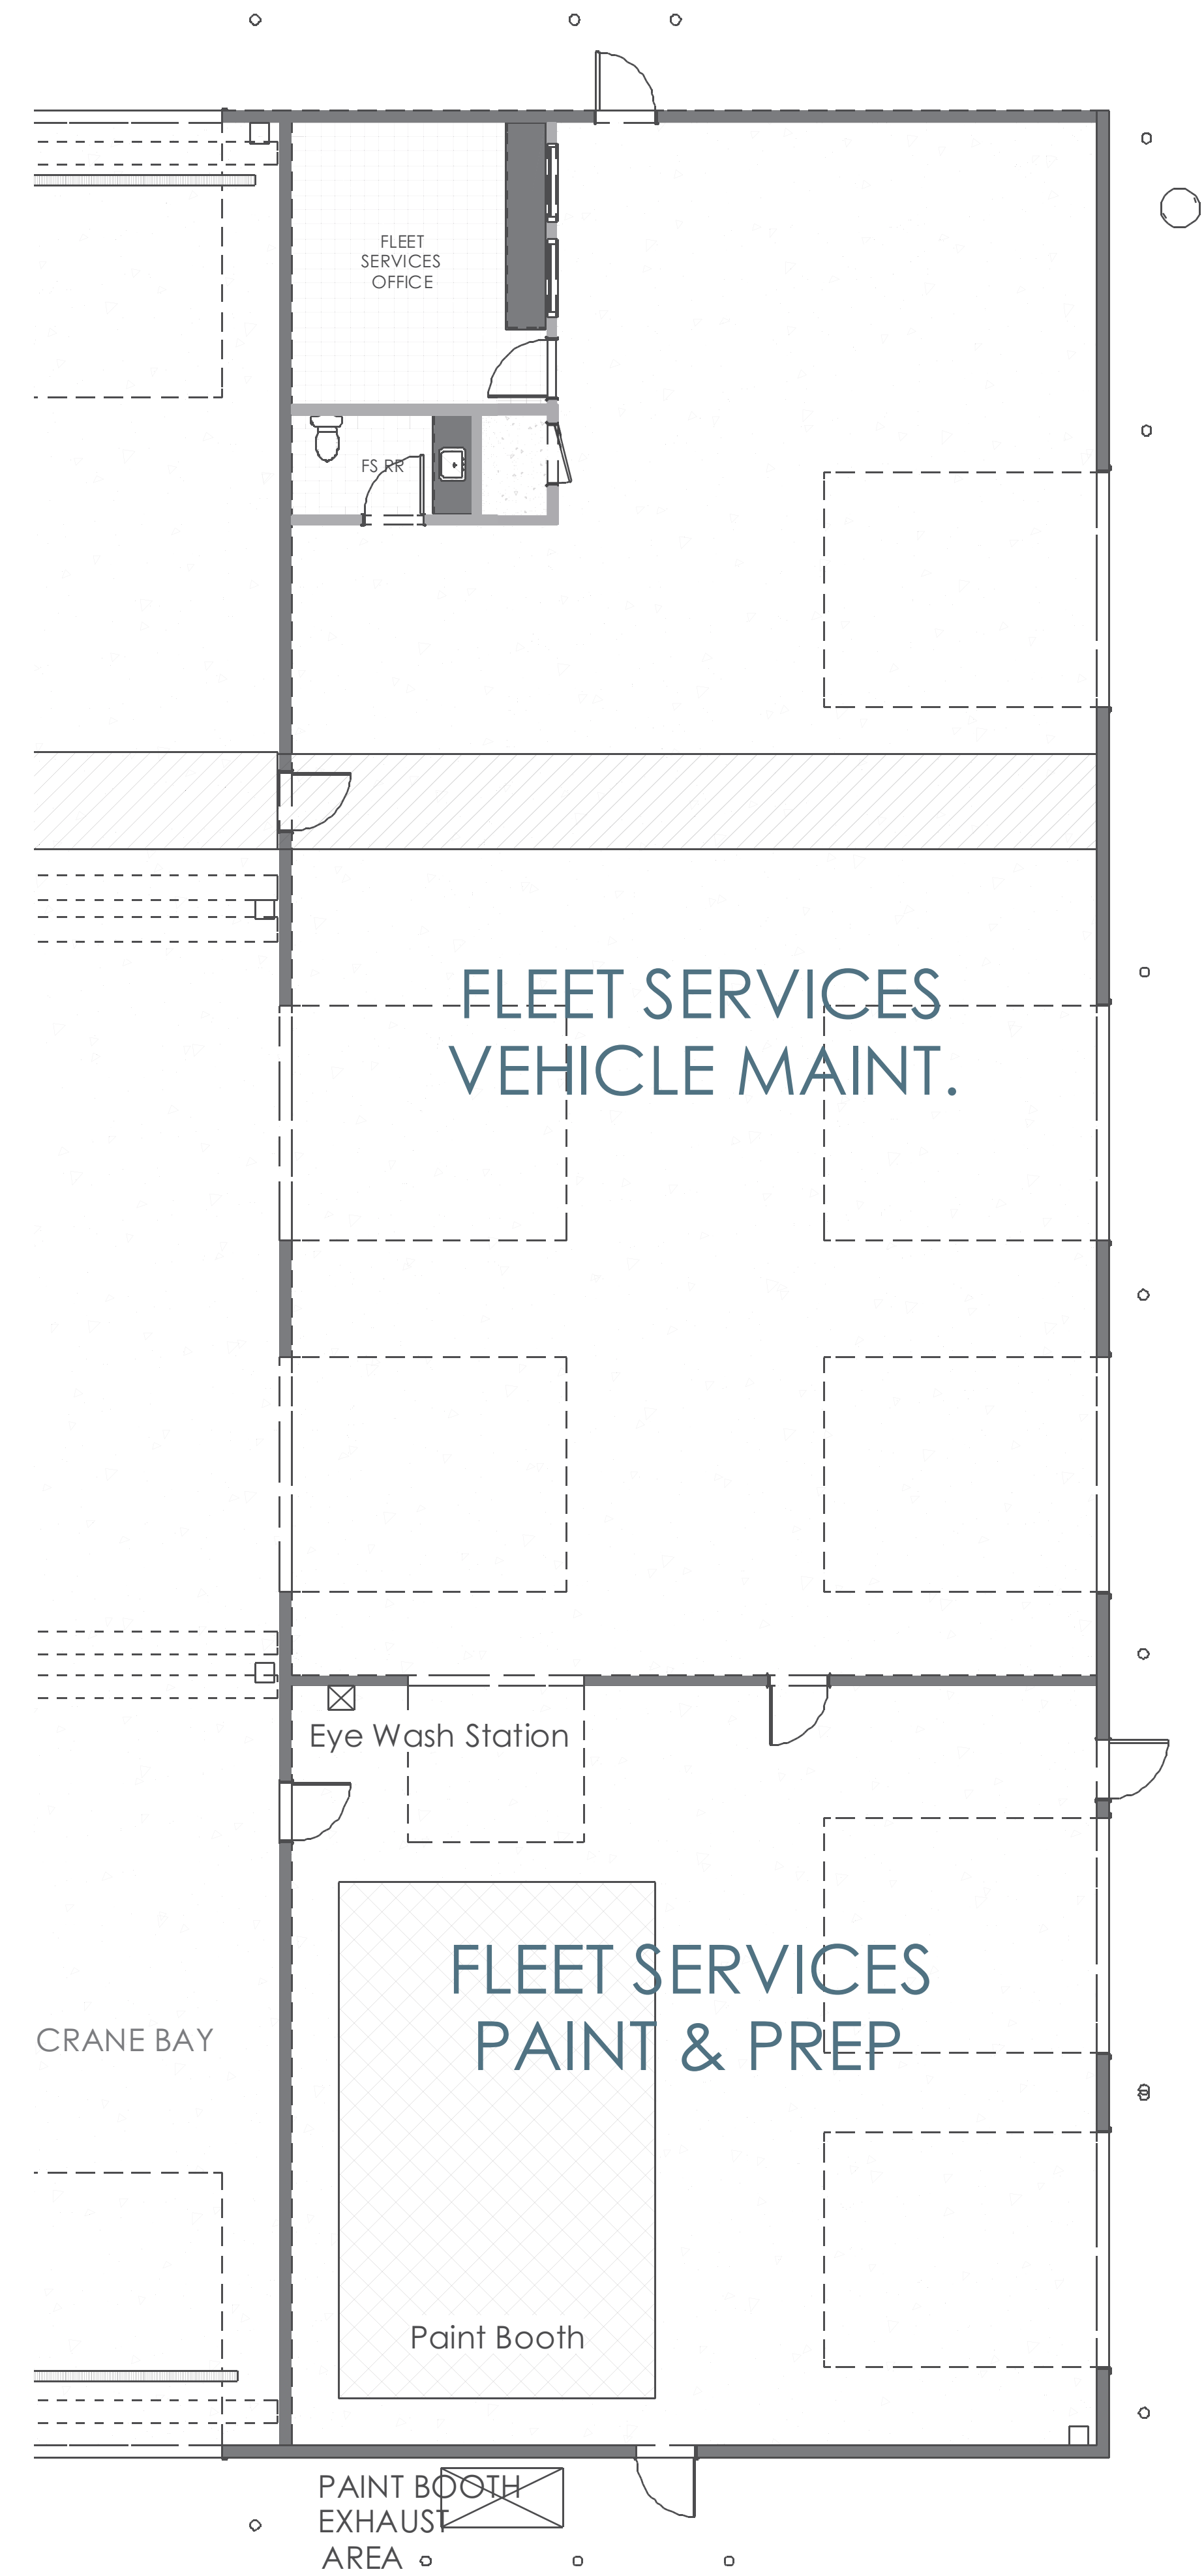 FLEET
SERVICES
OFFICE
FS RR
FLEET SERVICES
VEHICLE MAINT.
Eye Wash Station
FLEET SERVICES
PAINT & PREP
CRANE BAY
Paint Booth
PAINT BOOTH
EXHAUST
AREA